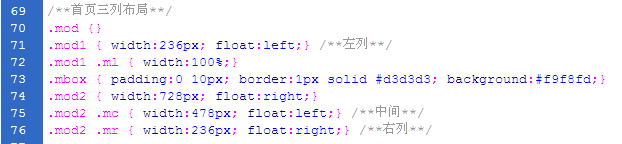 69 /**首页三列布局**/
70 .mod {}
71 .mod1 { width:236px; float:left;} /**左列**/
72 .mod1 .ml { width:100%;}
73 .mbox { padding:0 10px; border:1px solid #d3d3d3; background:#f9f8fd;}
74 .mod2 { width:728px; float:right;}
75 .mod2 .mc { width:478px; float:left;} /**中间**/
76 .mod2 .mr { width:236px; float:right;} /**右列**/